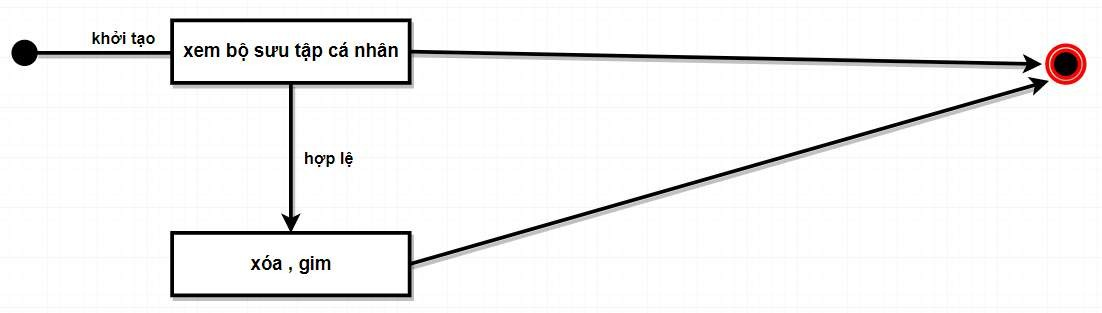 khởi tạo
xem bộ sưu tập cá nhân
hợp lệ
xóa , gim